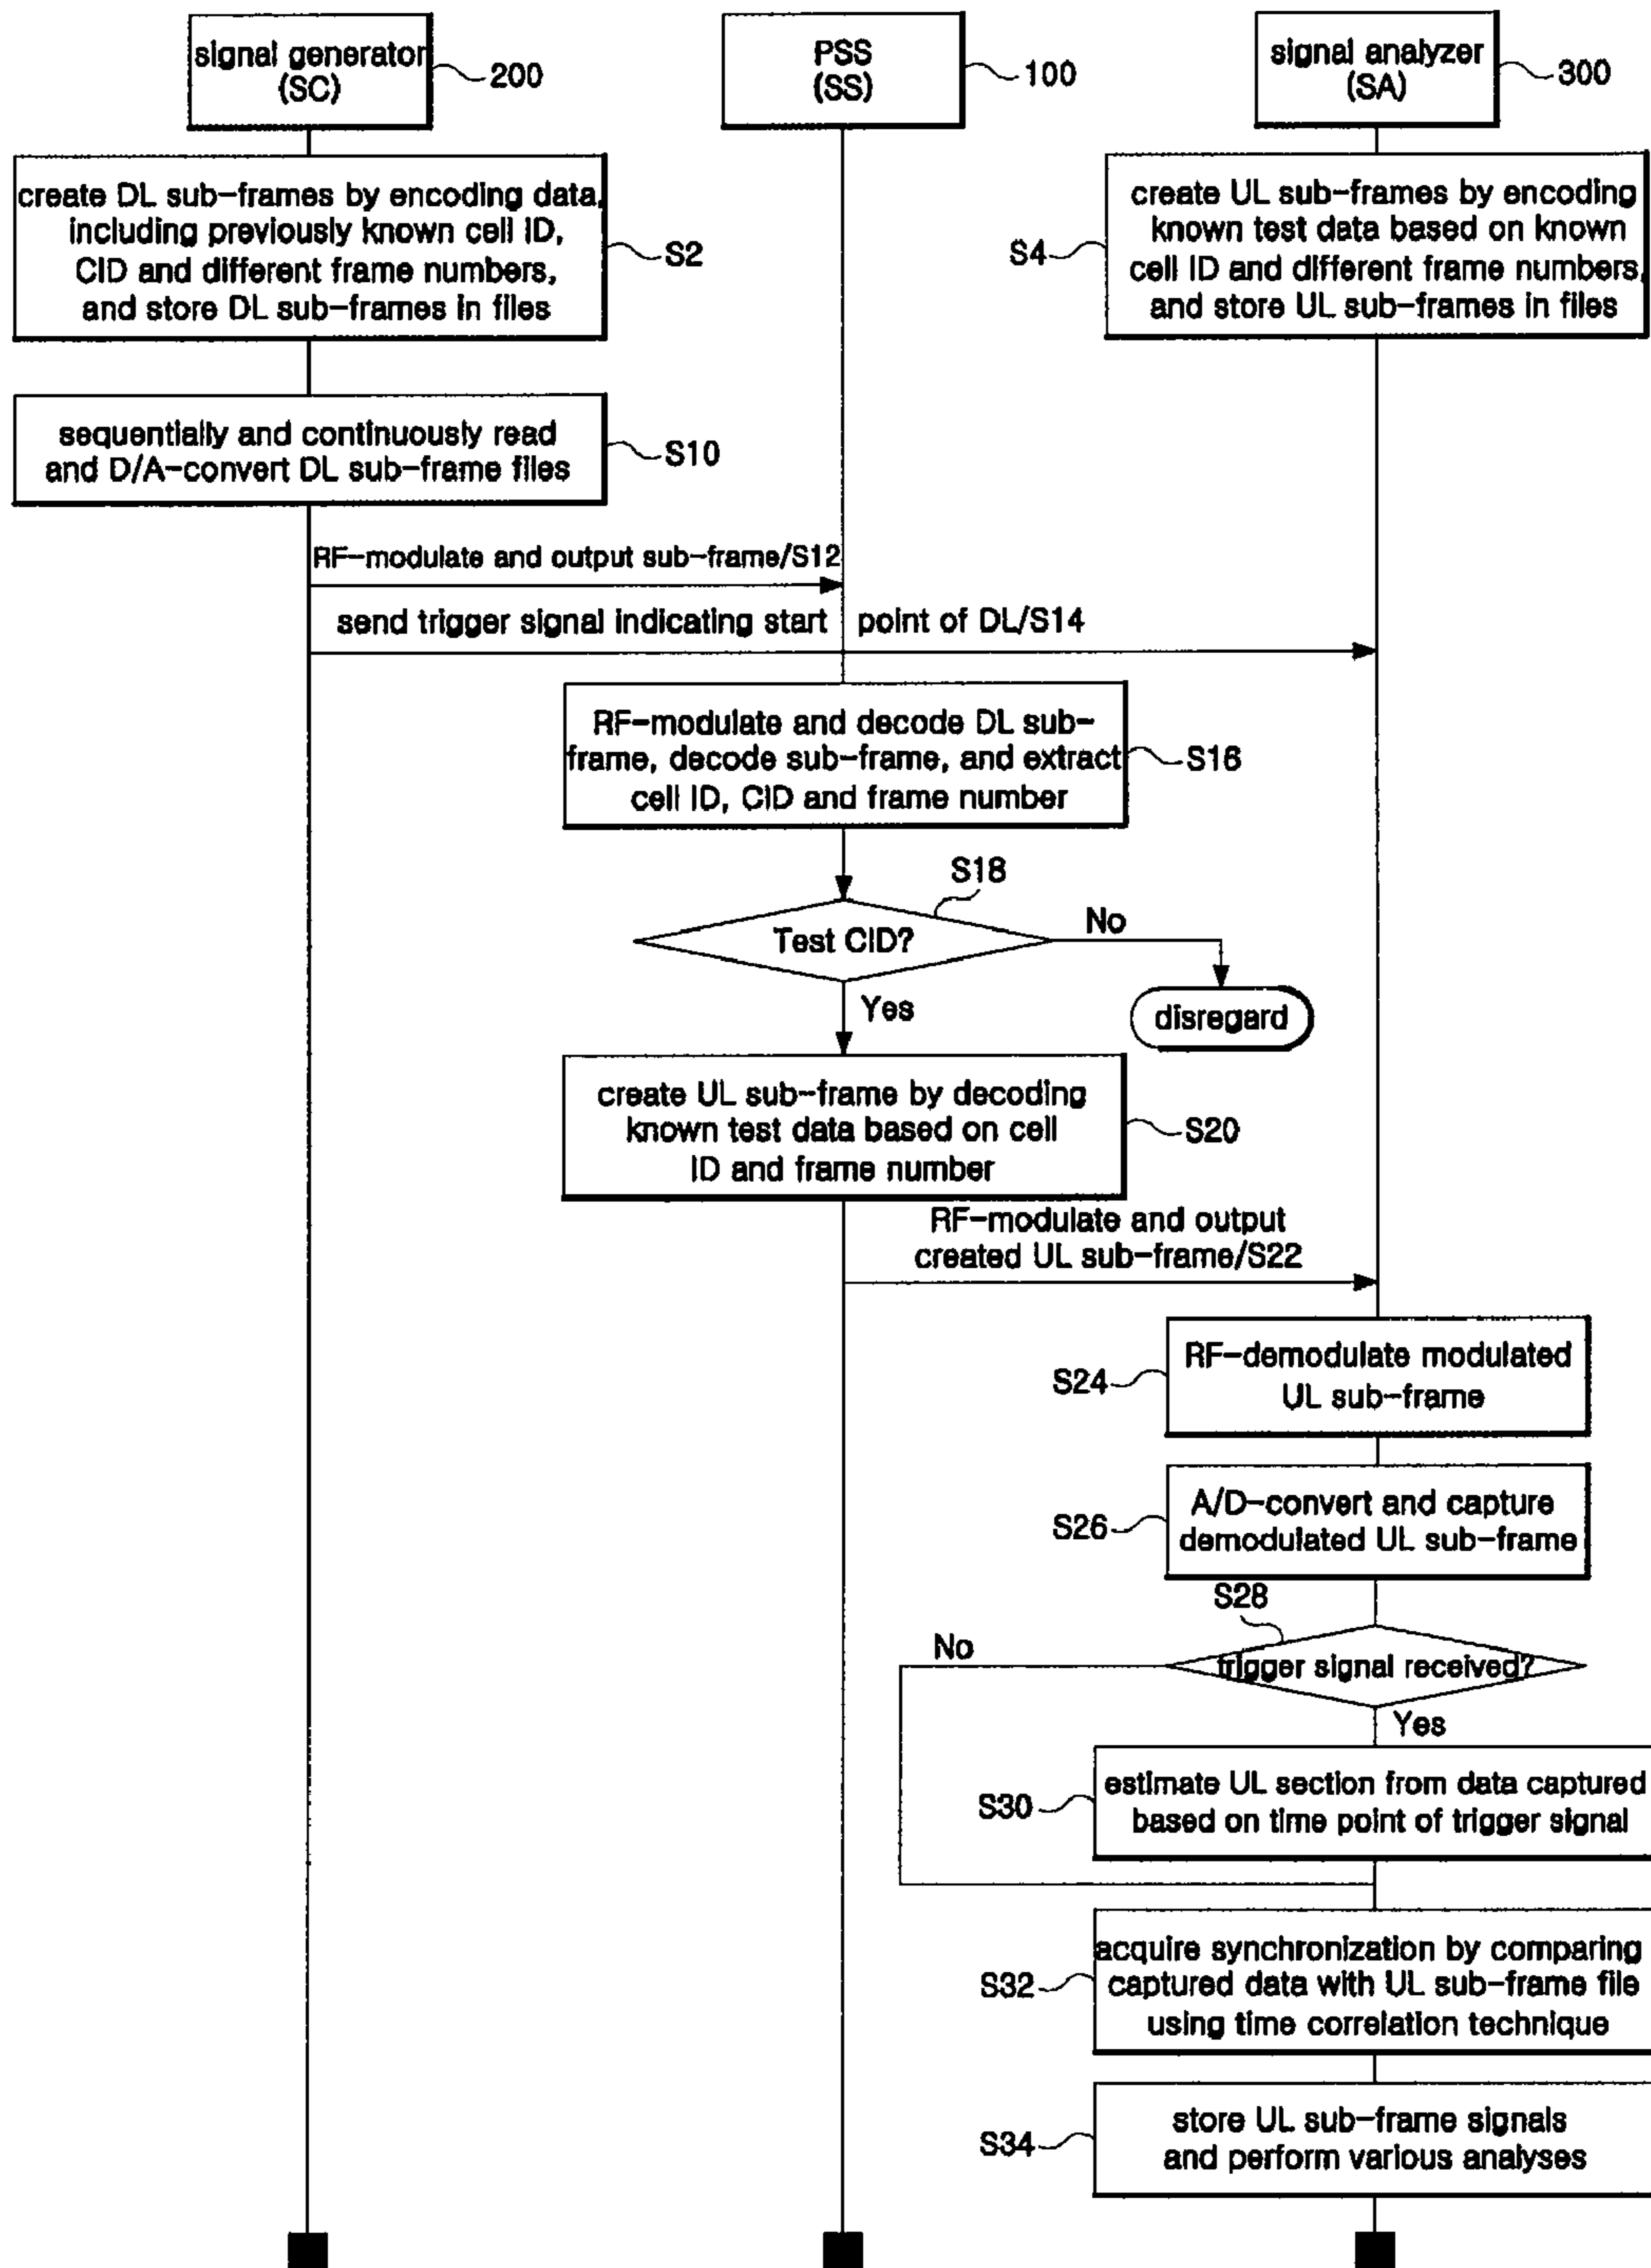 signal generator
(SC)
200
PSS
(SS)
100
signal analyzer
(SA)
300
create DL sub-frames by encoding data,
including previously known cell ID,
CID and different frame numbers,
and store DL sub-frames in files
S2
create UL sub-frames by encoding
known test data based on known
cell ID and different frame numbers,
and store UL sub-frames in files
S4
sequentially and continuously read
and D/A-convert DL sub-frame files
S10
RF-modulate and output sub-frame/S12
send trigger signal indicating start point of DL/S14
RF-modulate and decode DL sub-
frame, decode sub-frame, and extract
cell ID, CID and frame number
S16
S18
Test CID?
No
Yes
disregard
create UL sub-frame by decoding
known test data based on cell
ID and frame number
S20
RF-modulate and output
created UL sub-frame/S22
RF-demodulate modulated
UL sub-frame
S24
A/D-convert and capture
demodulated UL sub-frame
S26
S28
No
trigger signal received?
Yes
estimate UL section from data captured
based on time point of trigger signal
S30
acquire synchronization by comparing
captured data with UL sub-frame file
using time correlation technique
S32
store UL sub-frame signals
and perform various analyses
S34